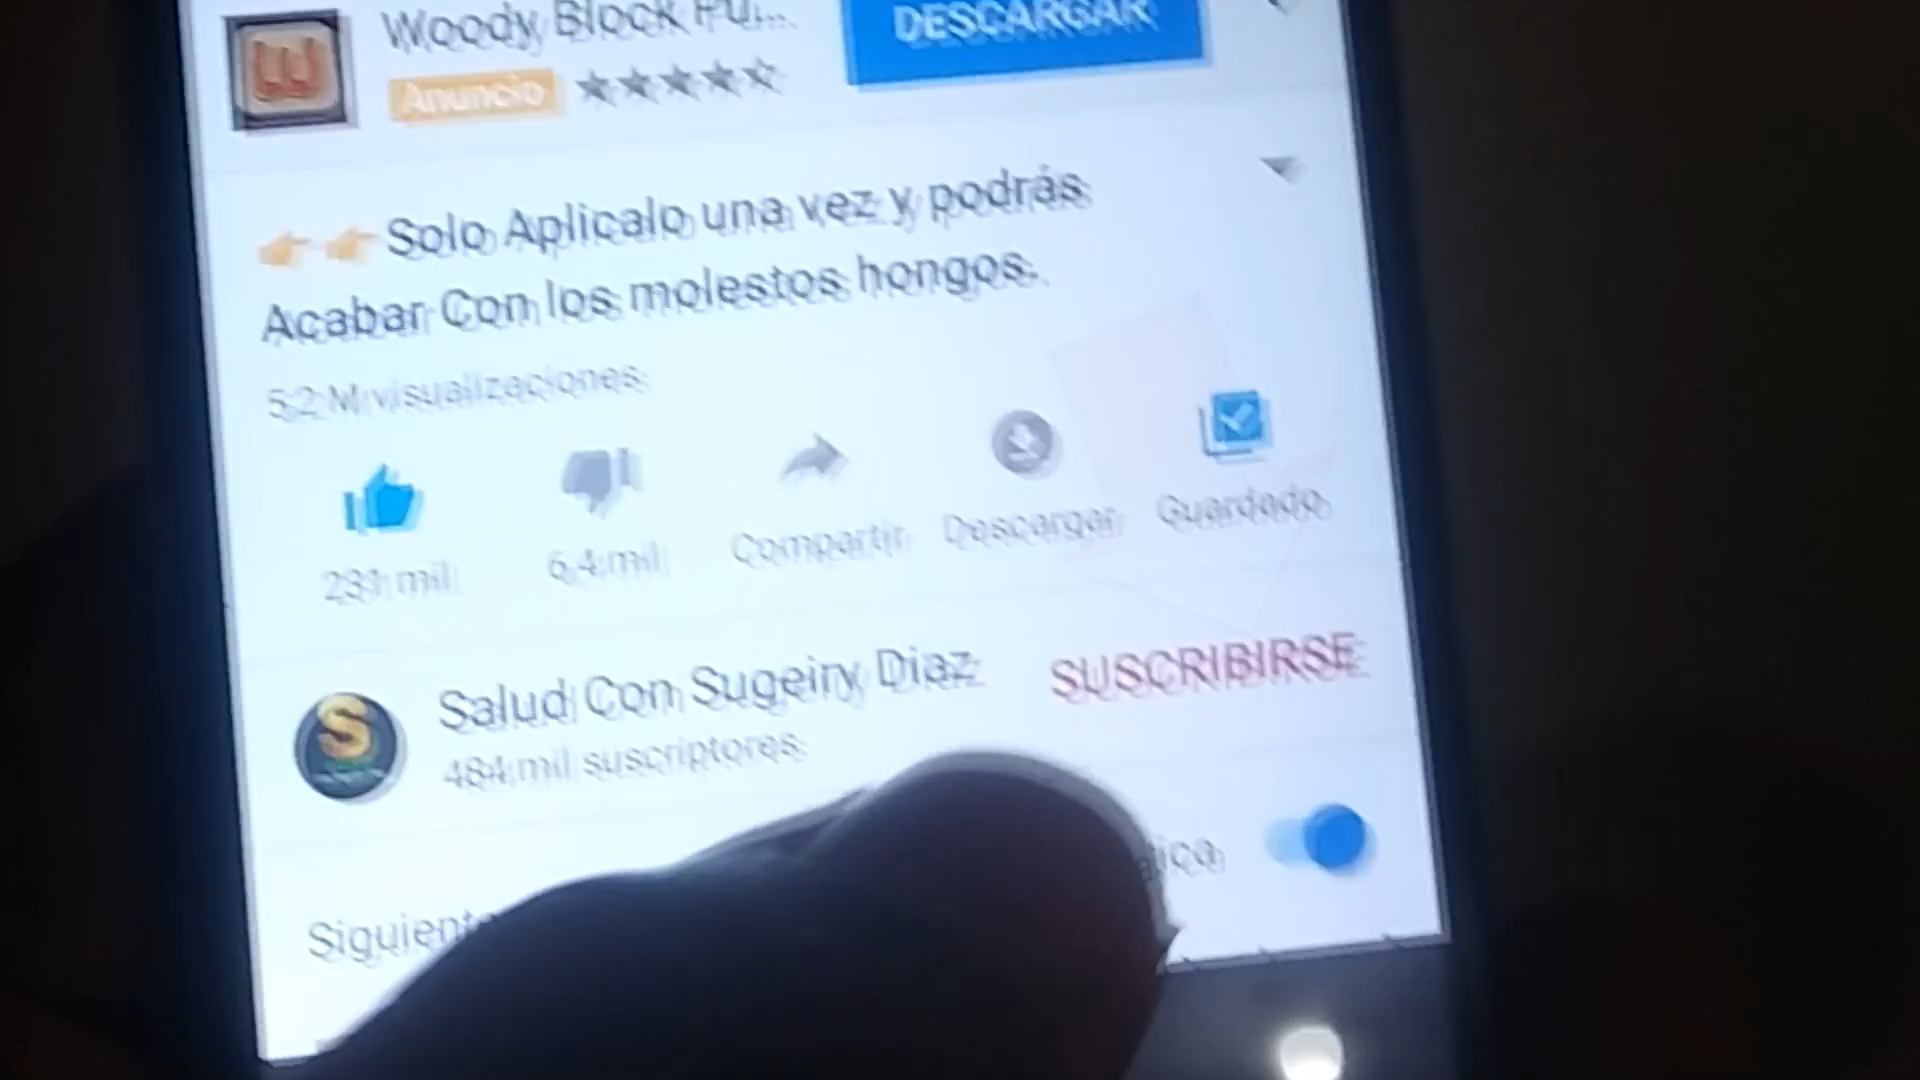 Woody Block Pu...
DESCARGAR
Anuncio
Solo Aplicalo una vez y podrás
Acabar Con los molestos hongos.
5,2 M visualizaciones
231 mil
6,4 mil
Compartir
Descargar
Guardado
Salud Con Sugeiry Diaz
484 mil suscriptores
SUSCRIBIRSE